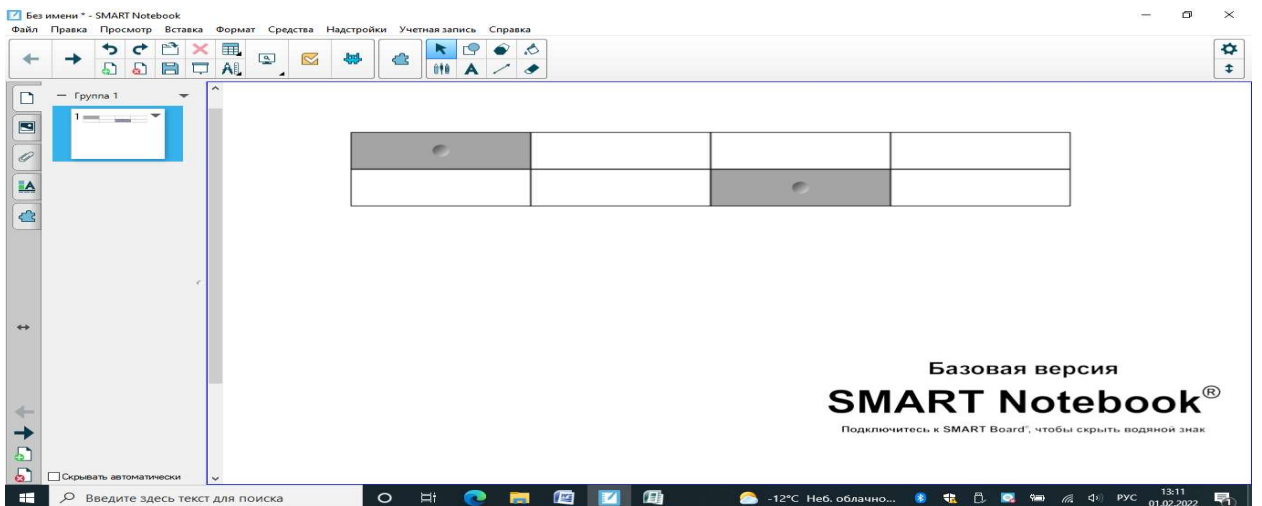 Без имени * - SMART Notebook
Файл Правка Просмотр Вставка Формат Средства Надстройки Учетная запись Справка
Группа 1
1
Базовая версия
SMART Notebook®
Подключитесь к SMART Board®, чтобы скрыть водяной знак
Скрывать автоматически
Введите здесь текст для поиска
-12°C Неб. облачно...
РУС
13:11
01.02.2022